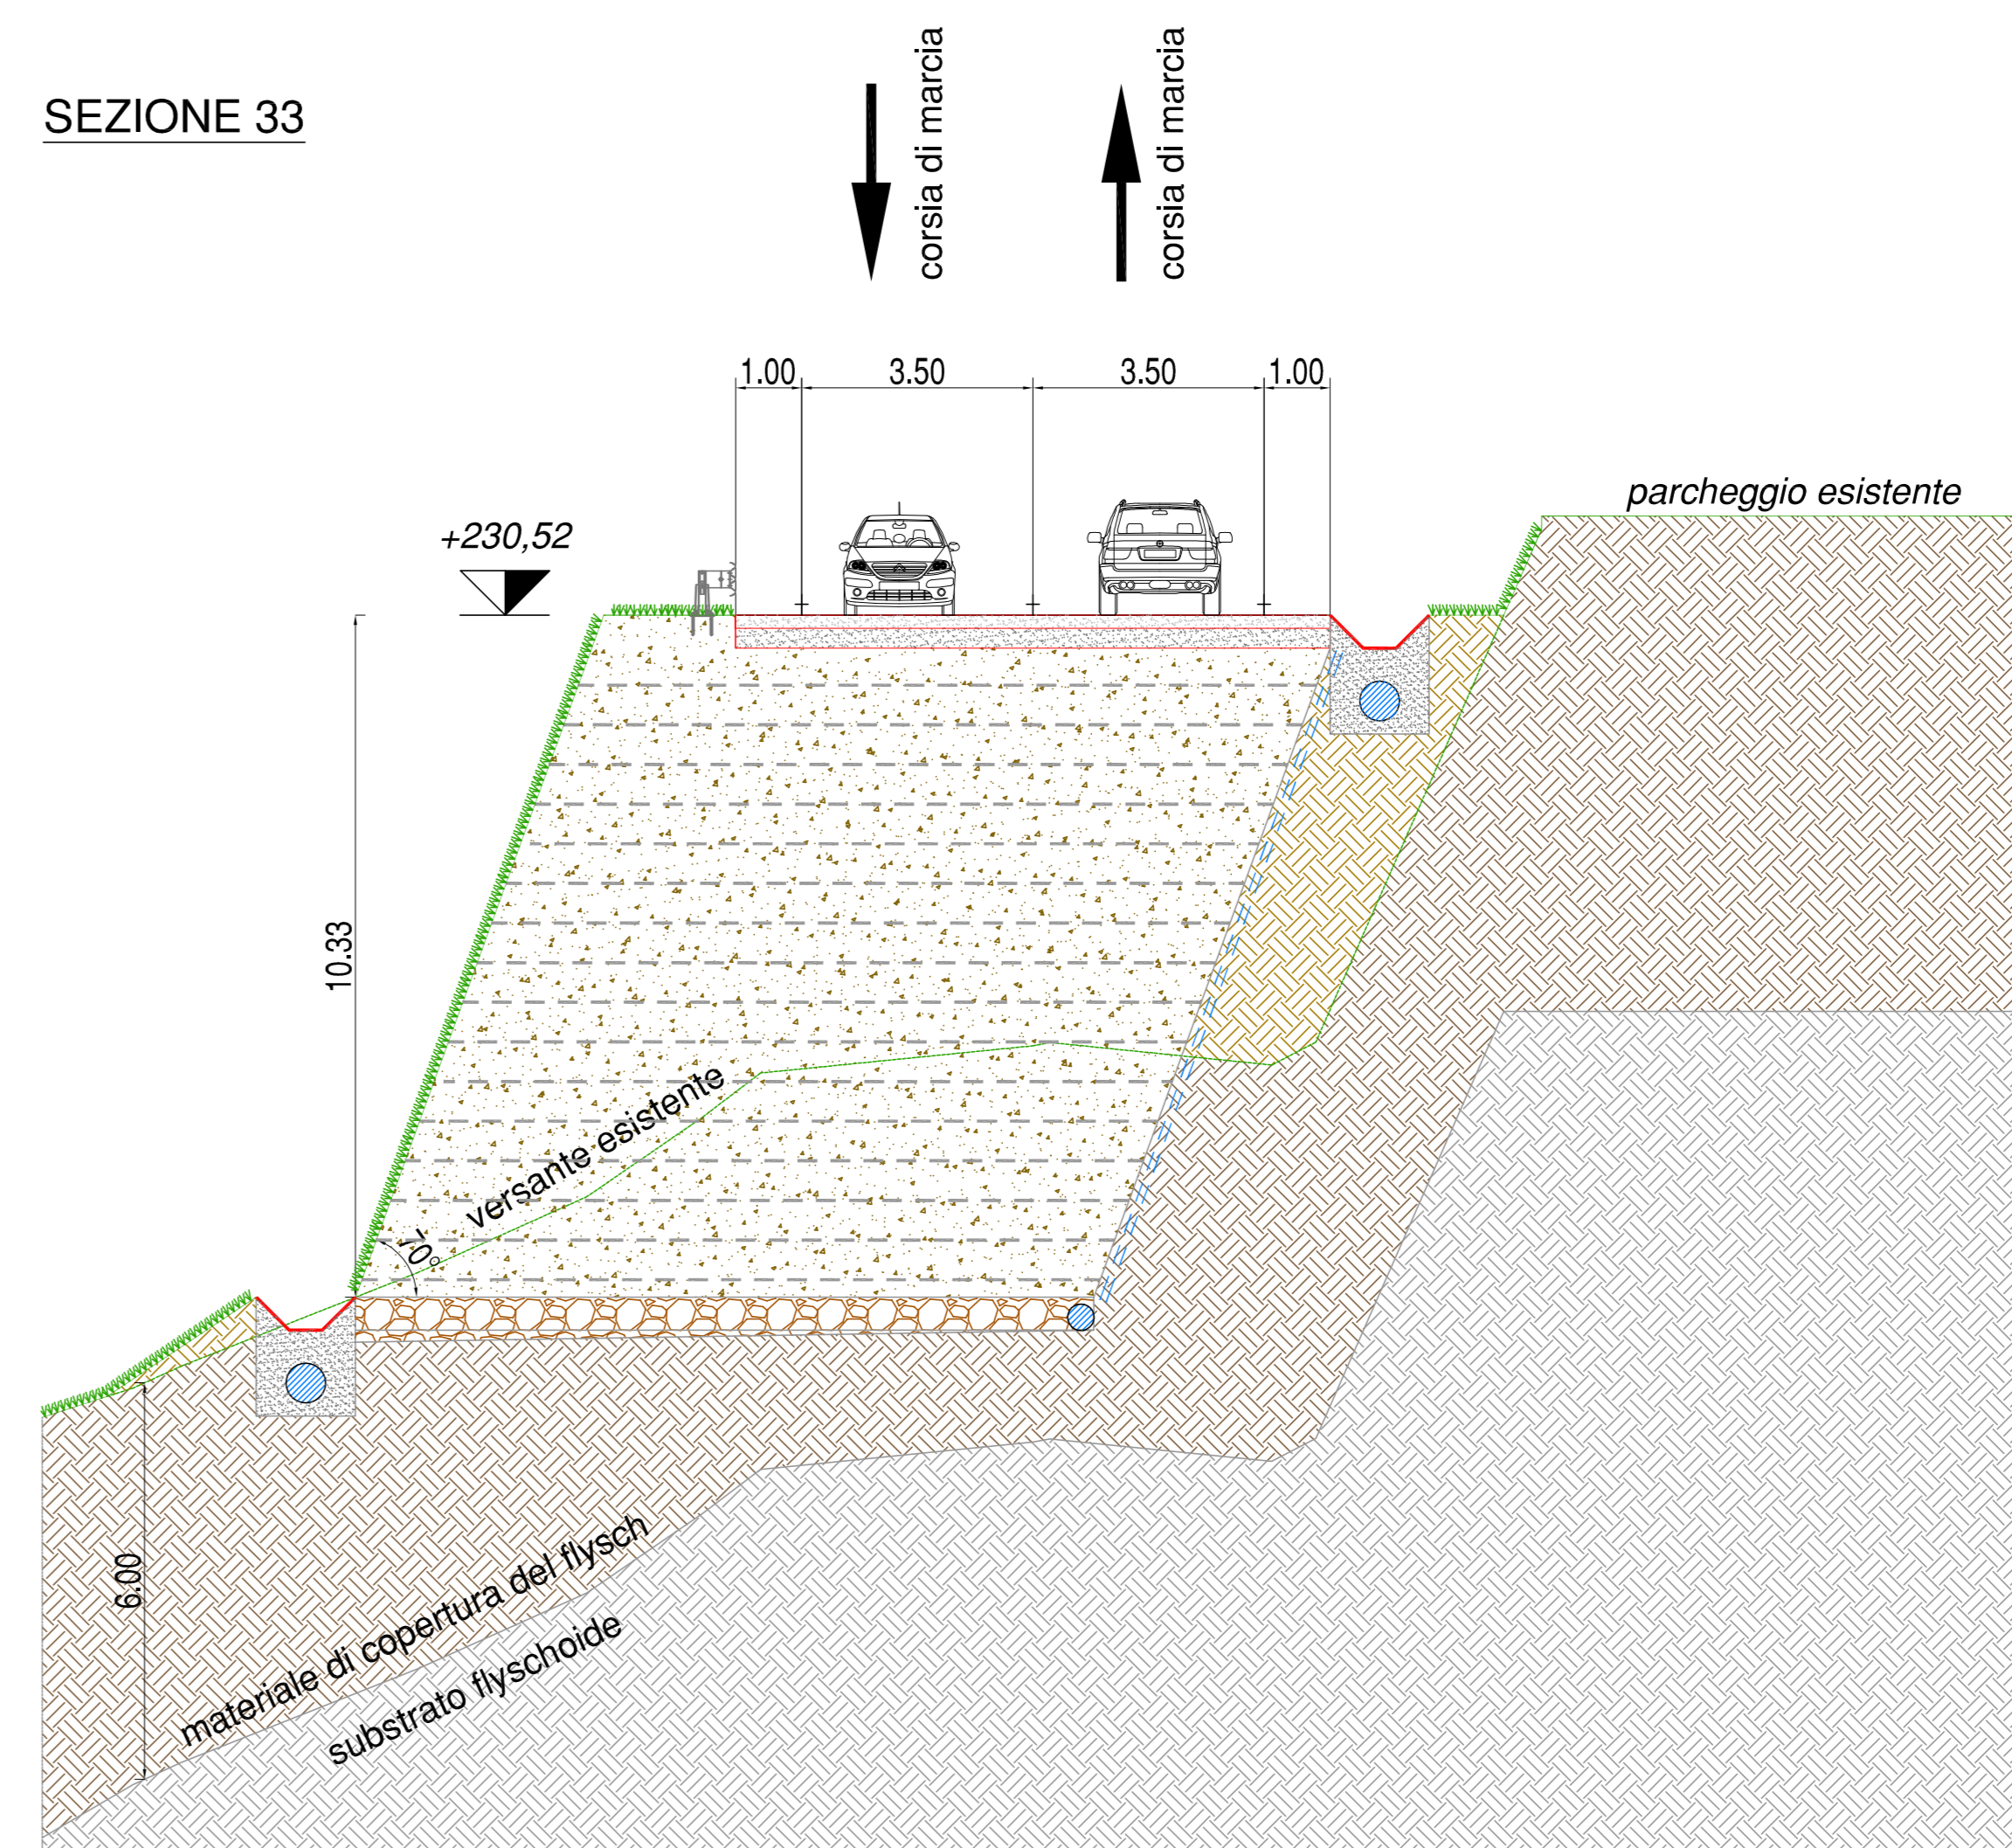 SEZIONE 33
corsia di marcia
corsia di marcia
1.00
3.50
3.50
1.00
parcheggio esistente
+230,52
10.33
versante esistente
70°
6.00
materiale di copertura del flysch
substrato flyschoide